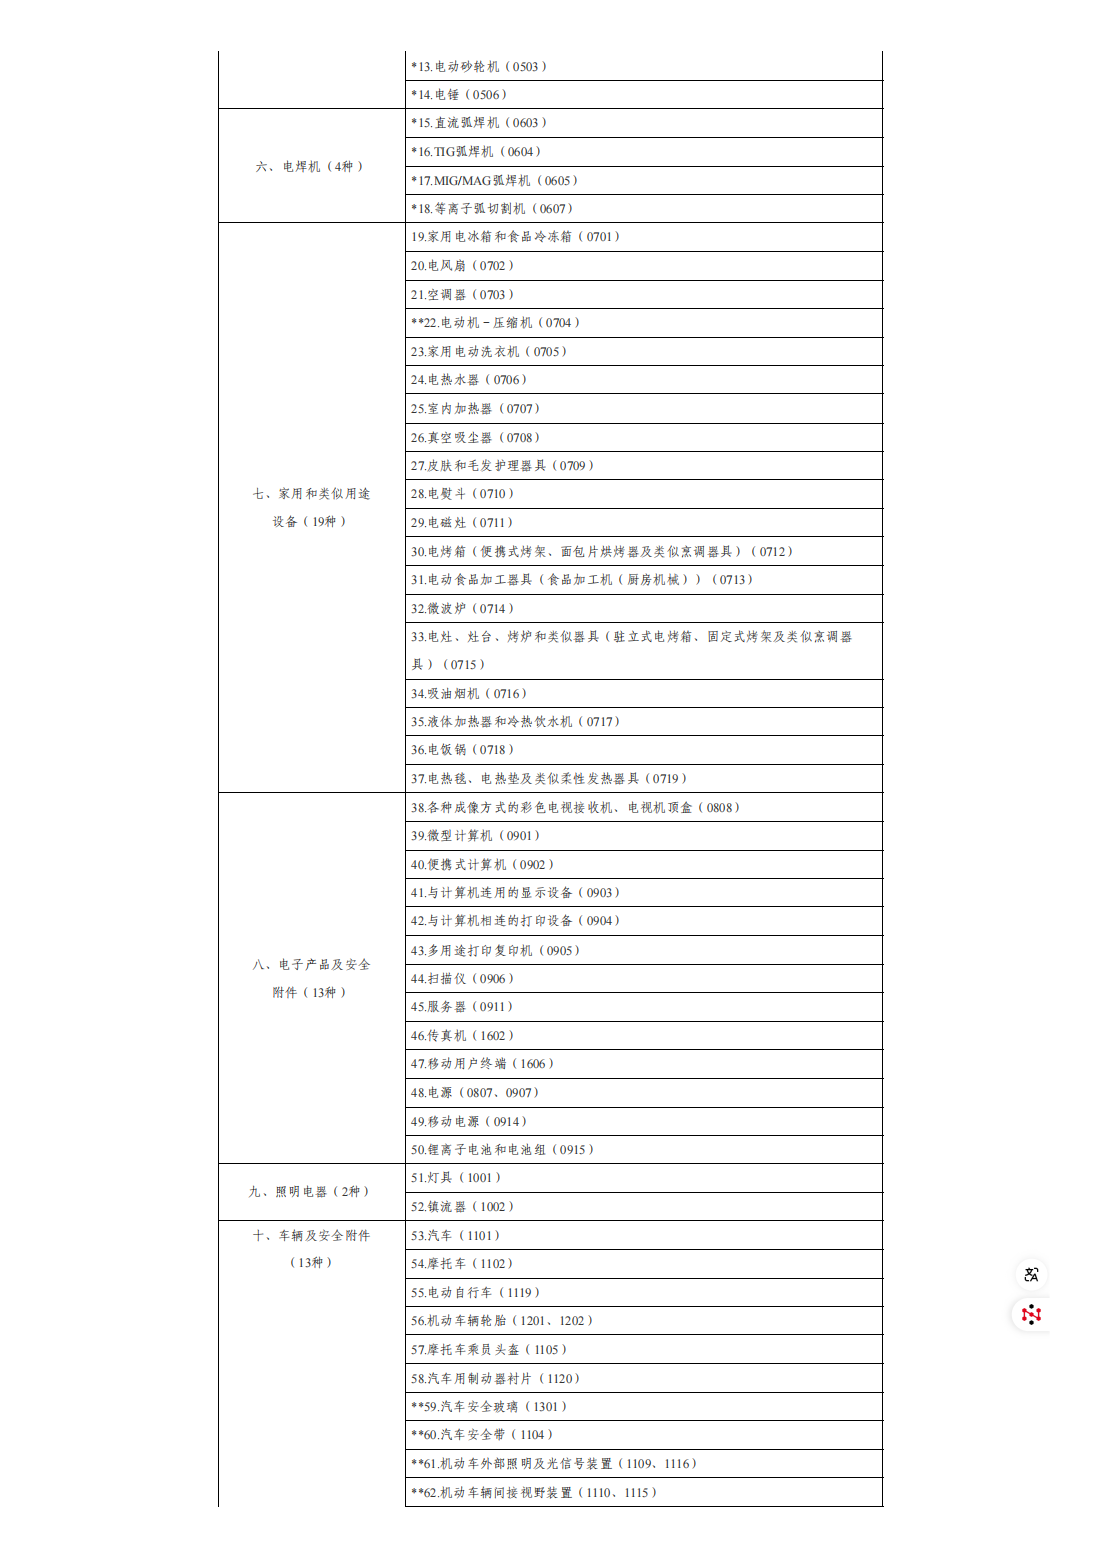 *13.电动砂轮机（0503）
*14.电锤（0506）
六、电焊机（4种）
*15.直流弧焊机（0603）
*16.TIG弧焊机（0604）
*17.MIG/MAG弧焊机（0605）
*18.等离子弧切割机（0607）
七、家用和类似用途
设备（19种）
19.家用电冰箱和食品冷冻箱（0701）
20.电风扇（0702）
21.空调器（0703）
**22.电动机－压缩机（0704）
23.家用电动洗衣机（0705）
24.电热水器（0706）
25.室内加热器（0707）
26.真空吸尘器（0708）
27.皮肤和毛发护理器具（0709）
28.电熨斗（0710）
29.电磁灶（0711）
30.电烤箱（便携式烤架、面包片烘烤器及类似烹调器具）（0712）
31.电动食品加工器具（食品加工机（厨房机械））（0713）
32.微波炉（0714）
33.电灶、灶台、烤炉和类似器具（驻立式电烤箱、固定式烤架及类似烹调器
具）（0715）
34.吸油烟机（0716）
35.液体加热器和冷热饮水机（0717）
36.电饭锅（0718）
37.电热毯、电热垫及类似柔性发热器具（0719）
八、电子产品及安全
附件（13种）
38.各种成像方式的彩色电视接收机、电视机顶盒（0808）
39.微型计算机（0901）
40.便携式计算机（0902）
41.与计算机连用的显示设备（0903）
42.与计算机相连的打印设备（0904）
43.多用途打印复印机（0905）
44.扫描仪（0906）
45.服务器（0911）
46.传真机（1602）
47.移动用户终端（1606）
48.电源（0807、0907）
49.移动电源（0914）
50.锂离子电池和电池组（0915）
九、照明电器（2种）
51.灯具（1001）
52.镇流器（1002）
十、车辆及安全附件
（13种）
53.汽车（1101）
54.摩托车（1102）
55.电动自行车（1119）
56.机动车辆轮胎（1201、1202）
57.摩托车乘员头盔（1105）
58.汽车用制动器衬片（1120）
**59.汽车安全玻璃（1301）
**60.汽车安全带（1104）
**61.机动车外部照明及光信号装置（1109、1116）
**62.机动车辆间接视野装置（1110、1115）